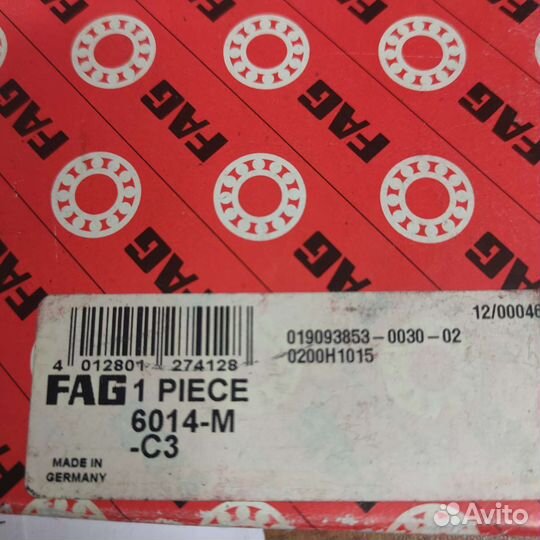 FAG FAG FAG
FAG FAG FAG
12/00046
019093853-0030-02
0200H1015
4 012801 274128
FAG 1 PIECE
6014-M
-C3
MADE IN
GERMANY
Avito